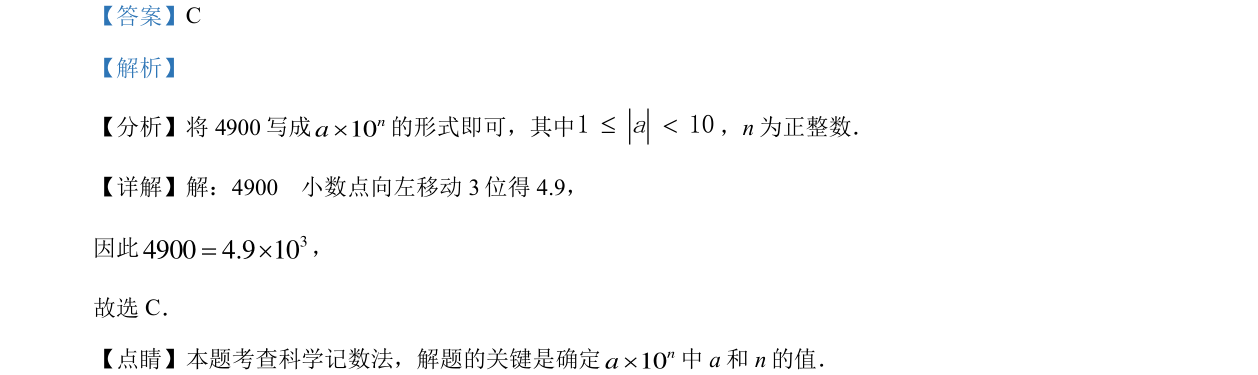 【答案】C
【解析】
【分析】将 4900 写成 a×10ⁿ 的形式即可，其中1 ≤ |a| < 10，n 为正整数．
【详解】解：4900　小数点向左移动 3 位得 4.9，
因此 4900 = 4.9×10³，
故选 C．
【点睛】本题考查科学记数法，解题的关键是确定 a×10ⁿ 中 a 和 n 的值．